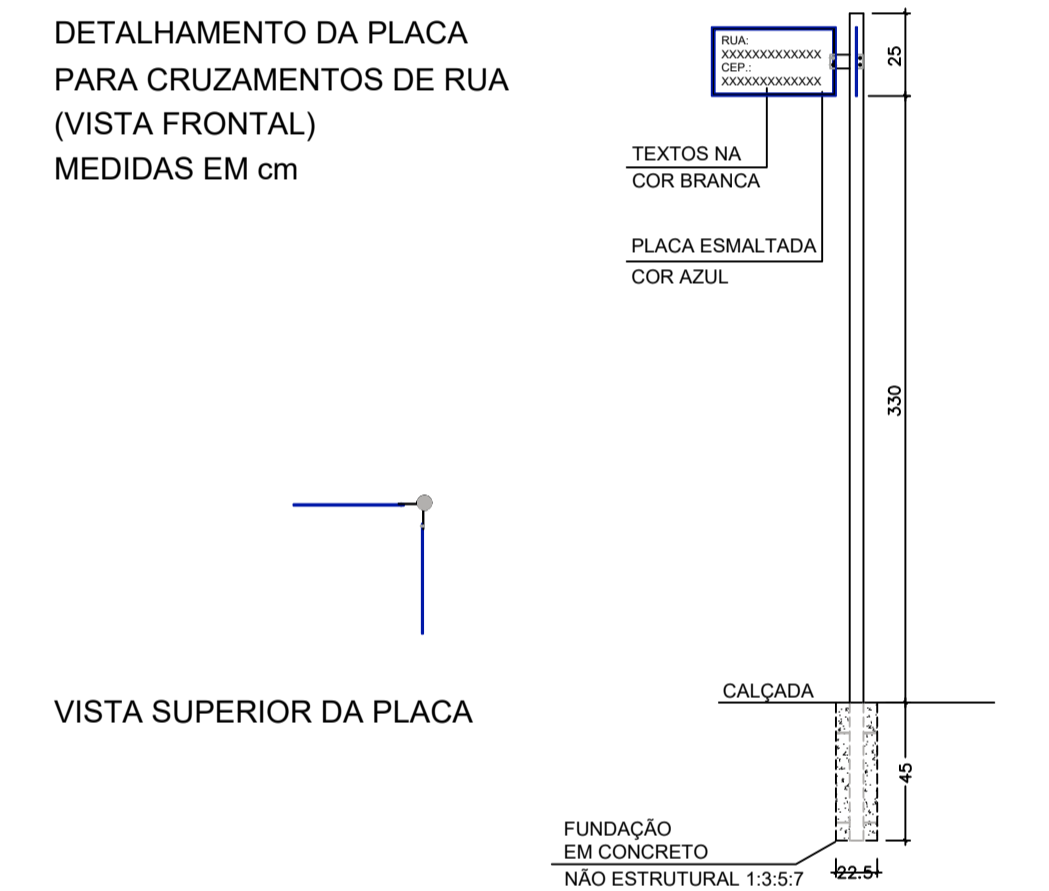 DETALHAMENTO DA PLACA
PARA CRUZAMENTOS DE RUA
(VISTA FRONTAL)
MEDIDAS EM cm
RUA:
XXXXXXXXXXXXX
CEP.:
XXXXXXXXXXXXX
25
TEXTOS NA
COR BRANCA
PLACA ESMALTADA
COR AZUL
330
VISTA SUPERIOR DA PLACA
CALÇADA
45
FUNDAÇÃO
EM CONCRETO
NÃO ESTRUTURAL 1:3:5:7
22.5